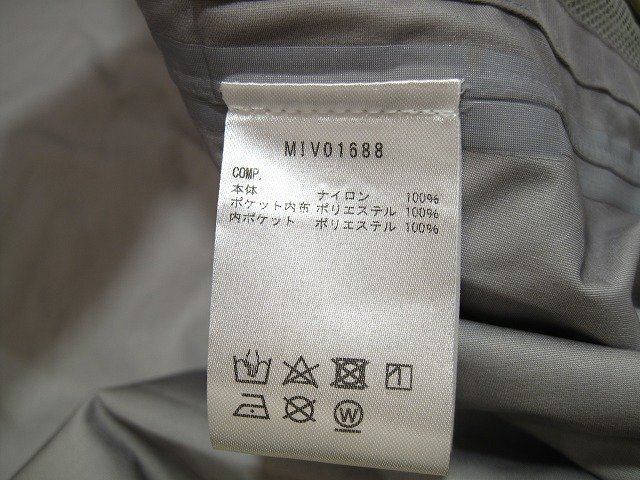 MIV01688
COMP.
本体 ナイロン 100%
ポケット内布 ポリエステル 100%
内ポケット ポリエステル 100%
W